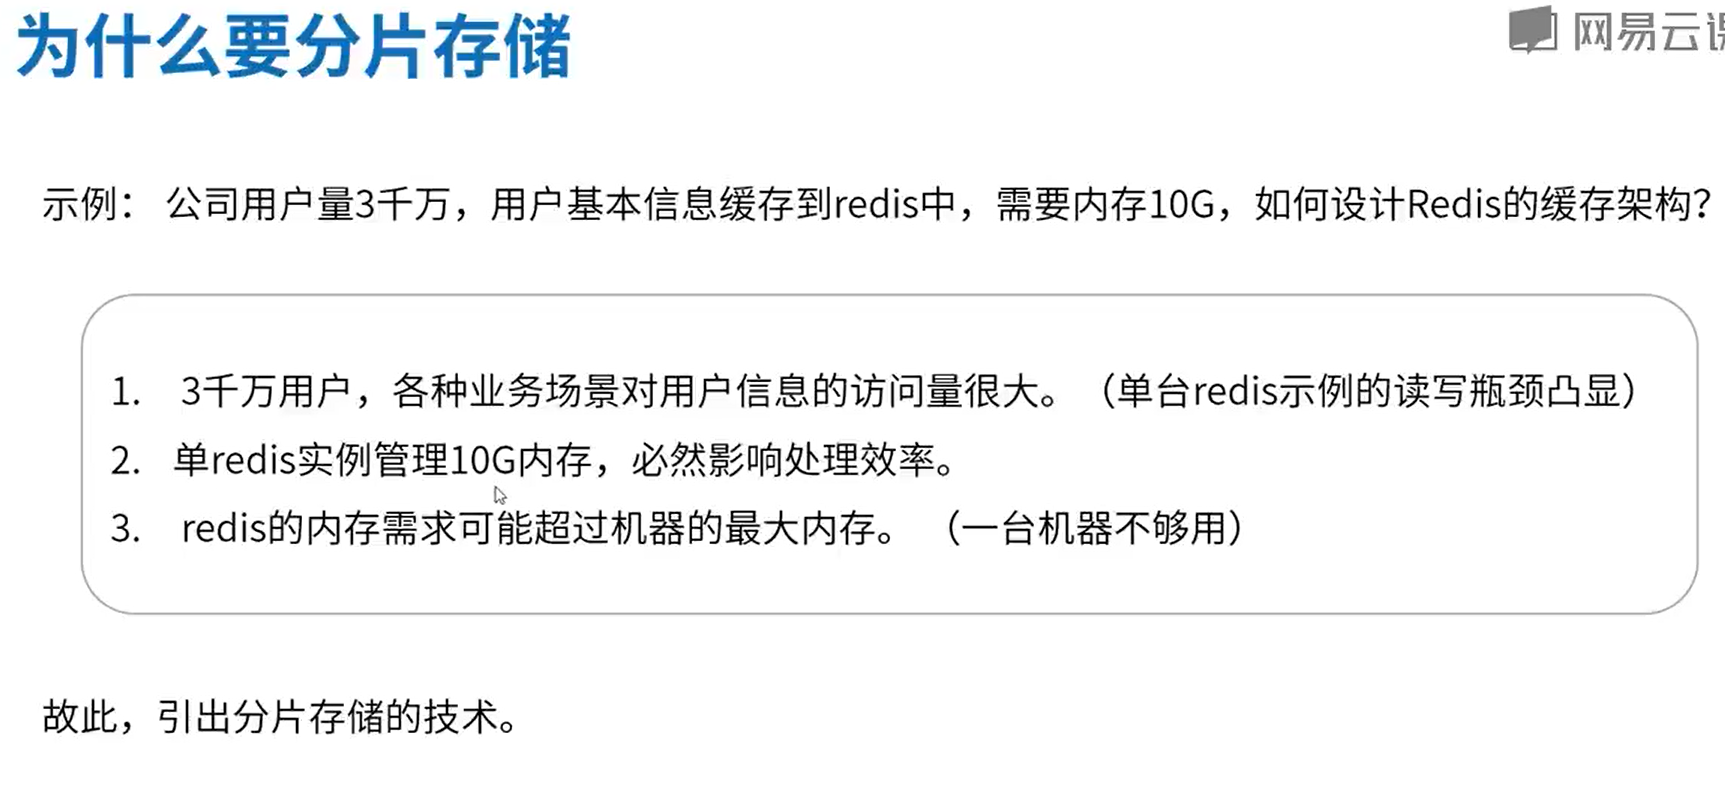 为什么要分片存储
网易云课
示例： 公司用户量3千万，用户基本信息缓存到redis中，需要内存10G，如何设计Redis的缓存架构？
1. 3千万用户，各种业务场景对用户信息的访问量很大。（单台redis示例的读写瓶颈凸显）
2. 单redis实例管理10G内存，必然影响处理效率。
3. redis的内存需求可能超过机器的最大内存。（一台机器不够用）
故此，引出分片存储的技术。